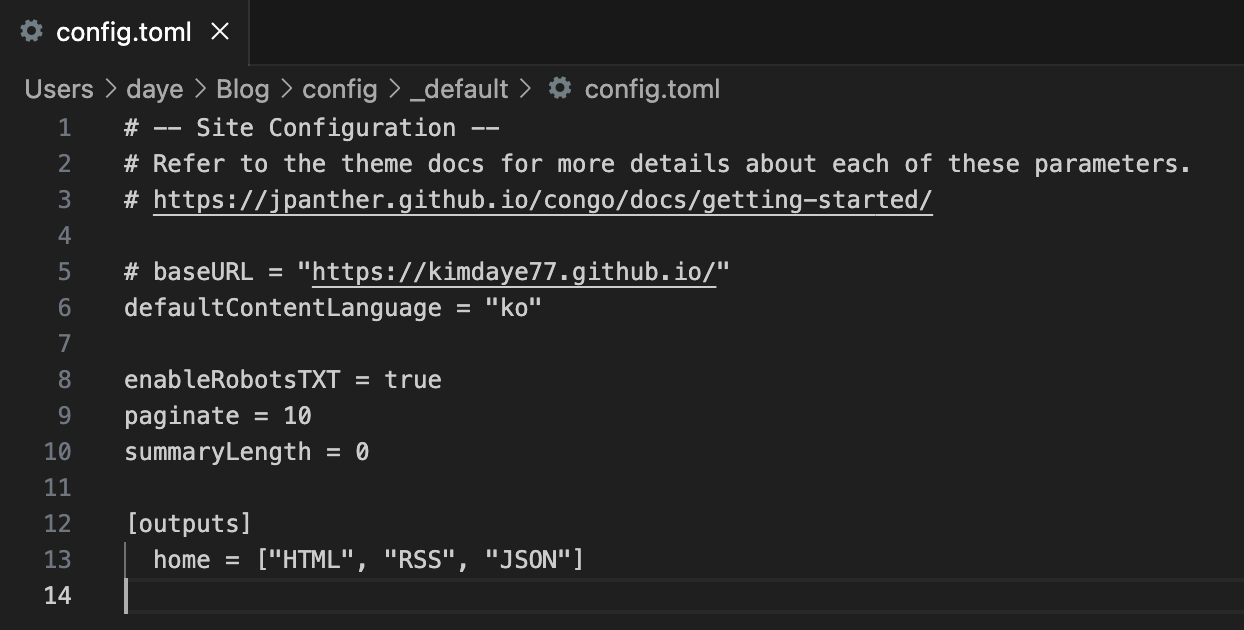 config.toml
Users > daye > Blog > config > _default > config.toml
1 # -- Site Configuration --
2 # Refer to the theme docs for more details about each of these parameters.
3 # https://jpanther.github.io/congo/docs/getting-started/
4
5 # baseURL = "https://kimdaye77.github.io/"
6 defaultContentLanguage = "ko"
7
8 enableRobotsTXT = true
9 paginate = 10
10 summaryLength = 0
11
12 [outputs]
13 home = ["HTML", "RSS", "JSON"]
14